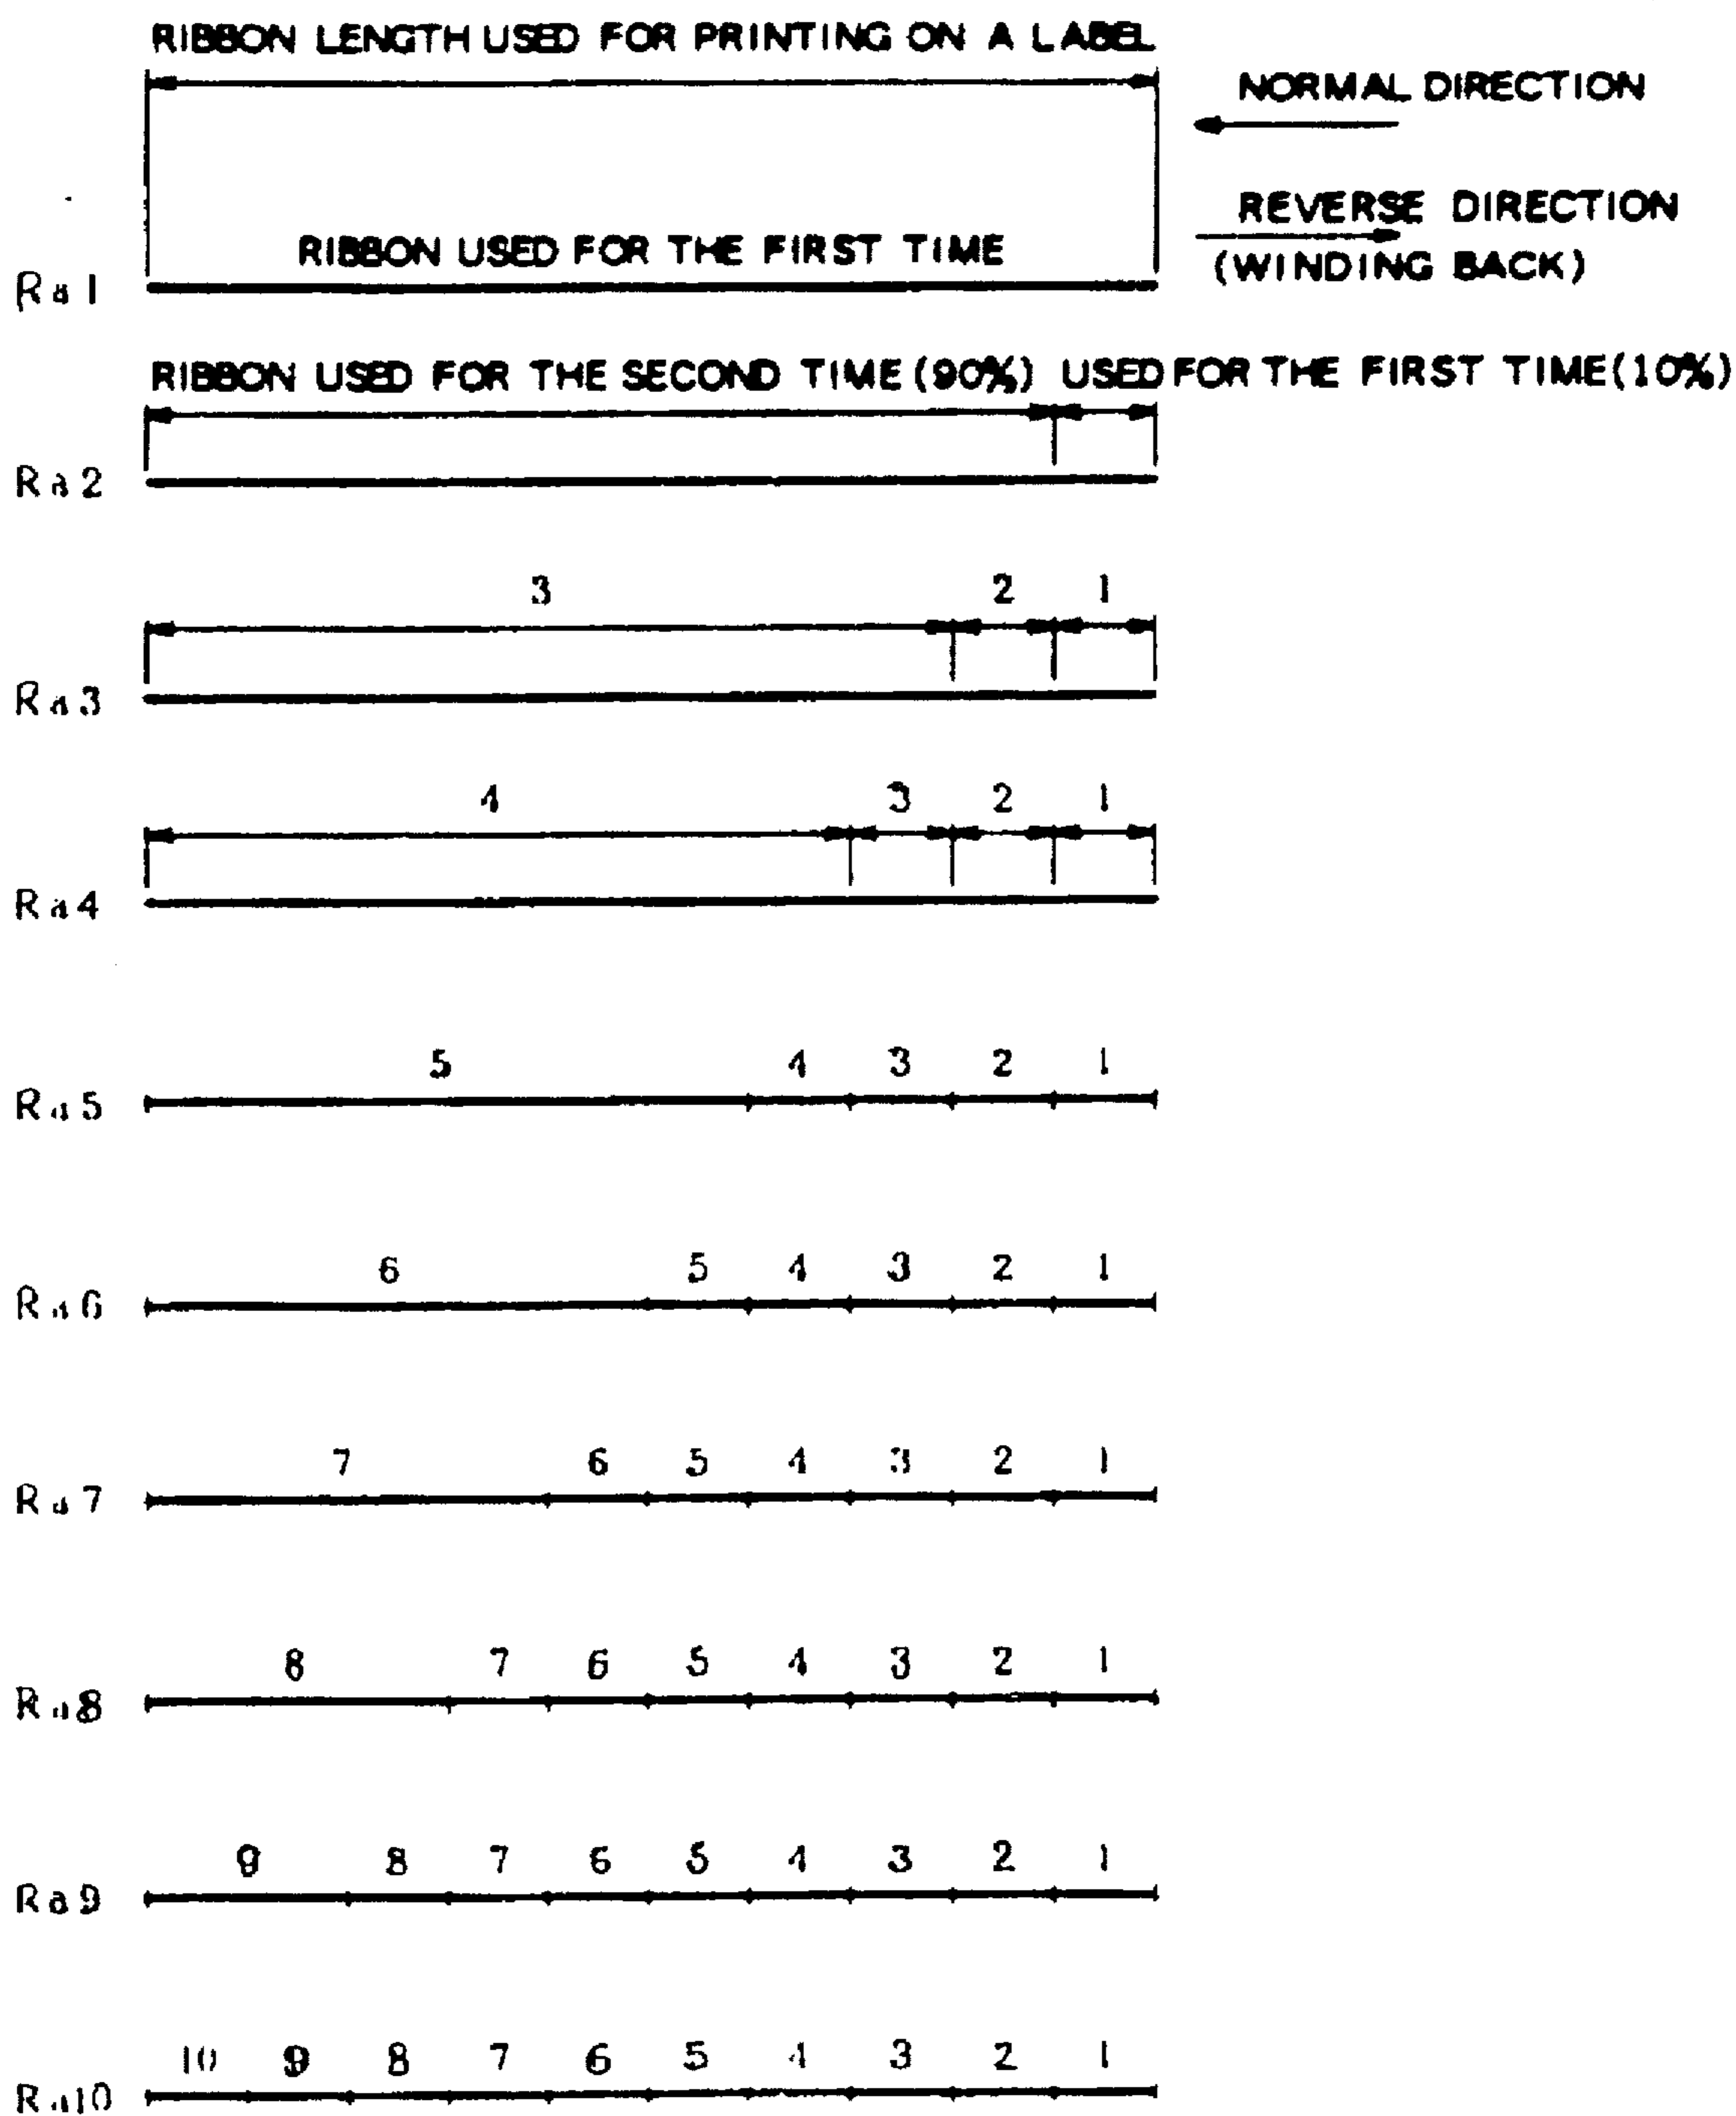 RIBBON LENGTH USED FOR PRINTING ON A LABEL
NORMAL DIRECTION
REVERSE DIRECTION
(WINDING BACK)
RIBBON USED FOR THE FIRST TIME
Ra1
RIBBON USED FOR THE SECOND TIME (90%) USED FOR THE FIRST TIME (10%)
Ra2
3 2 1
Ra3
4 3 2 1
Ra4
5 4 3 2 1
Ra5
6 5 4 3 2 1
Ra6
7 6 5 4 3 2 1
Ra7
8 7 6 5 4 3 2 1
Ra8
9 8 7 6 5 4 3 2 1
Ra9
10 9 8 7 6 5 4 3 2 1
Ra10